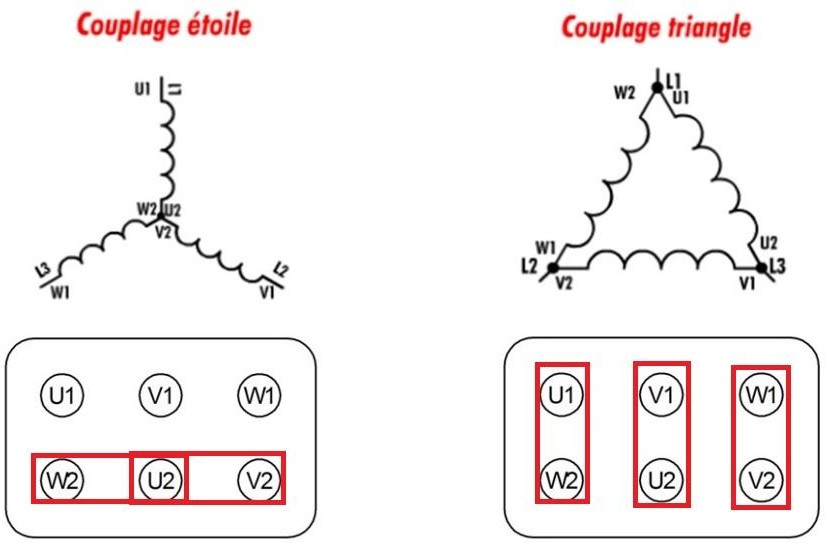 Couplage étoile
Couplage triangle
U1 L1
W2 U2
V2
L3
W1
L2
V1
L1
W2 U1
W1 U2
L2 L3
V2 V1
U1 V1 W1
W2 U2 V2
U1 V1 W1
W2 U2 V2